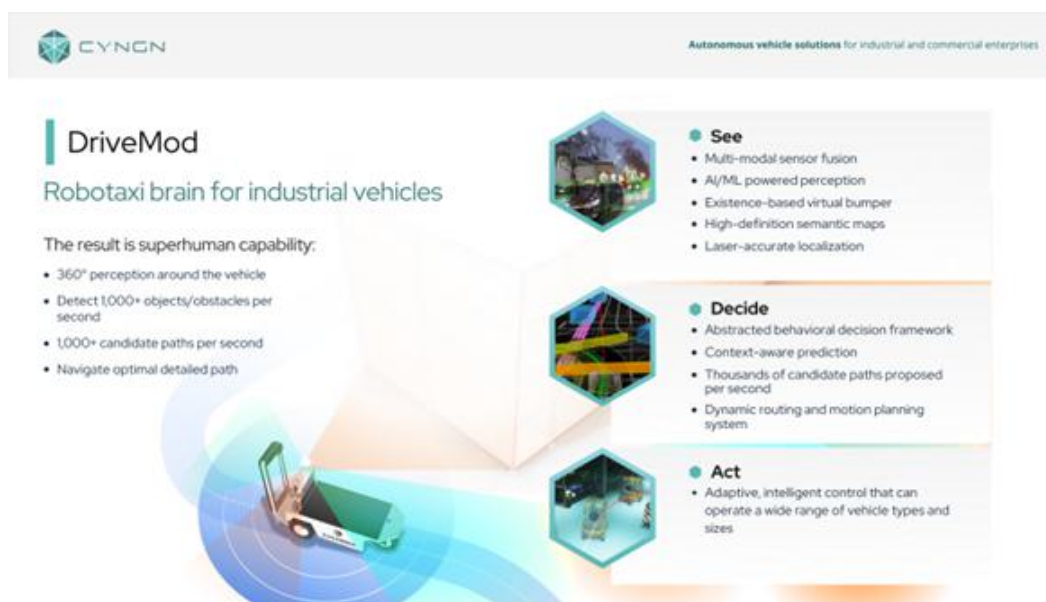 CYNGN
Autonomous vehicle solutions for industrial and commercial enterprises
DriveMod
Robotaxi brain for industrial vehicles
The result is superhuman capability:
• 360° perception around the vehicle
• Detect 1,000+ objects/obstacles per
second
• 1,000+ candidate paths per second
• Navigate optimal detailed path
See
• Multi-modal sensor fusion
• AI/ML powered perception
• Existence-based virtual bumper
• High-definition semantic maps
• Laser-accurate localization
Decide
• Abstracted behavioral decision framework
• Context-aware prediction
• Thousands of candidate paths proposed
per second
• Dynamic routing and motion planning
system
Act
• Adaptive, intelligent control that can
operate a wide range of vehicle types and
sizes